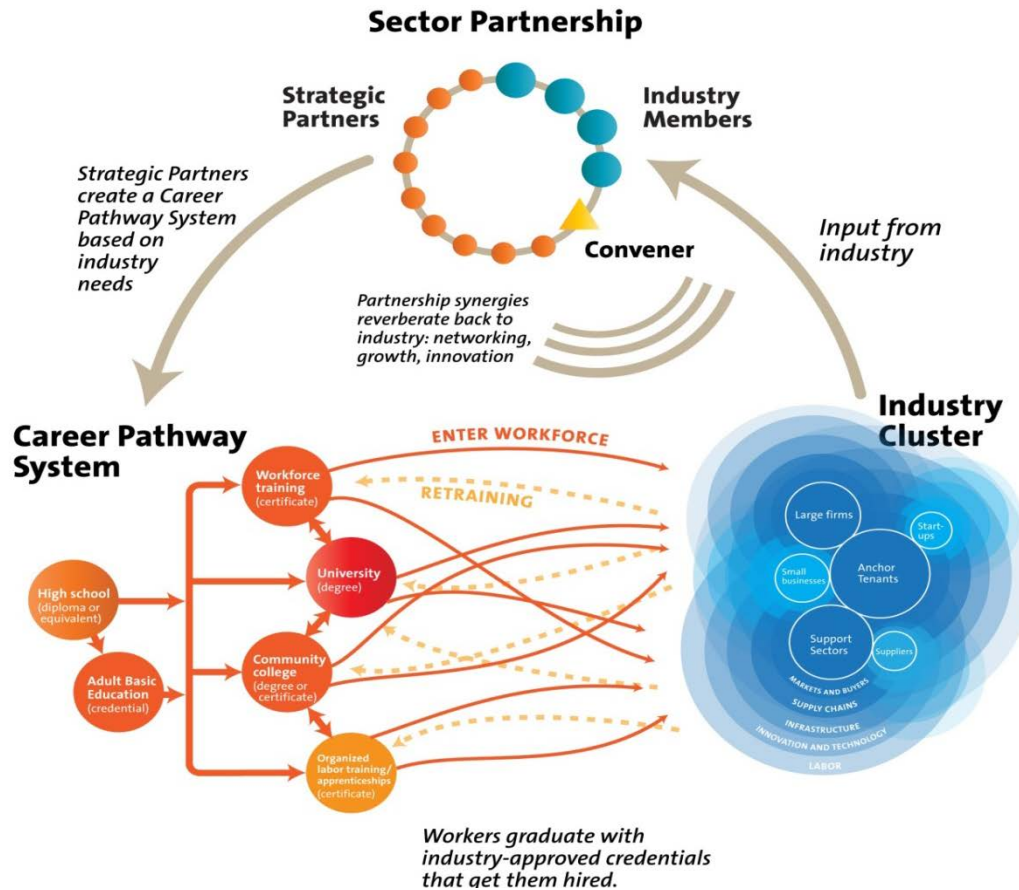 Sector Partnership
Strategic
Partners
Industry
Members
Strategic Partners
create a Career
Pathway System
based on
industry
needs
Convener
Input from
industry
Partnership synergies
reverberate back to
industry: networking,
growth, innovation
Career Pathway
System
Industry
Cluster
ENTER WORKFORCE
RETRAINING
Workforce
training
(certificate)
University
(degree)
High school
(diploma or
equivalent)
Adult Basic
Education
(credential)
Community
college
(degree or
certificate)
Organized
labor training/
apprenticeships
(certificate)
Large firms
Start-
ups
Small
businesses
Anchor
Tenants
Support
Sectors
Suppliers
MARKETS AND BUYERS
SUPPLY CHAINS
INFRASTRUCTURE
INNOVATION AND TECHNOLOGY
LABOR
Workers graduate with
industry-approved credentials
that get them hired.